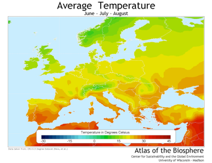 Average Temperature
June - July - August
Temperature in Degrees Celsius
Atlas of the Biosphere
Center for Sustainability and the Global Environment
University of Wisconsin - Madison